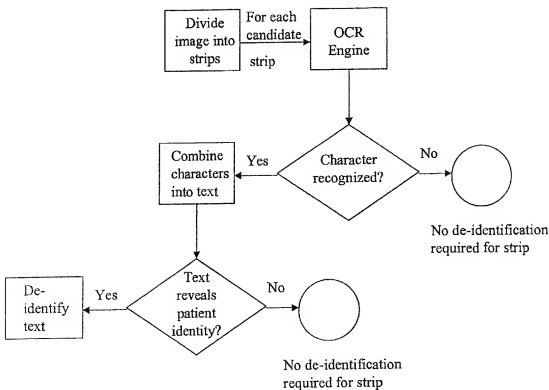 Divide
image into
strips
For each
candidate
strip
OCR
Engine
Combine
characters
into text
Yes
Character
recognized?
No
No de-identification
required for strip
De-
identify
text
Yes
Text
reveals
patient
identity?
No
No de-identification
required for strip